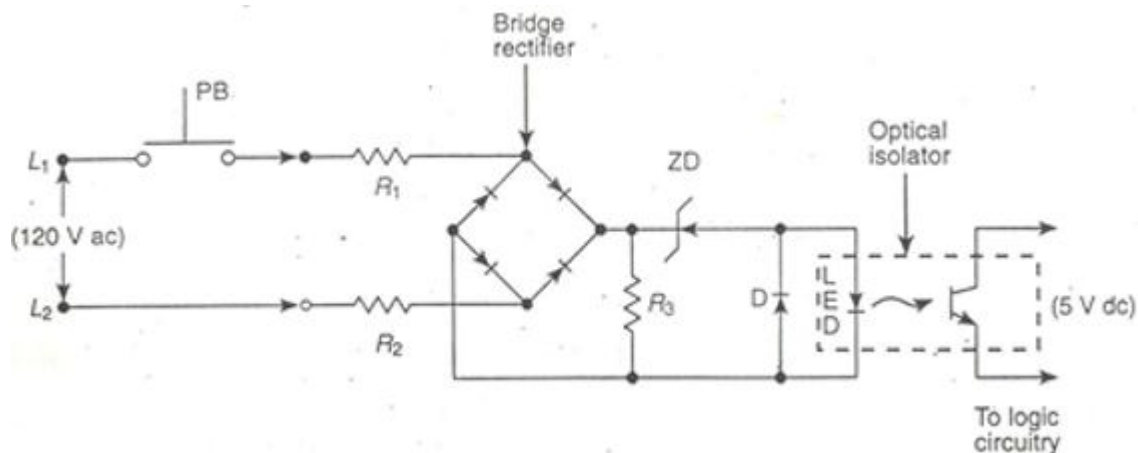 Bridge
rectifier
PB
Optical
isolator
ZD
L1
R1
(120 V ac)
L
E
D
D
R3
(5 V dc)
L2
R2
To logic
circuitry